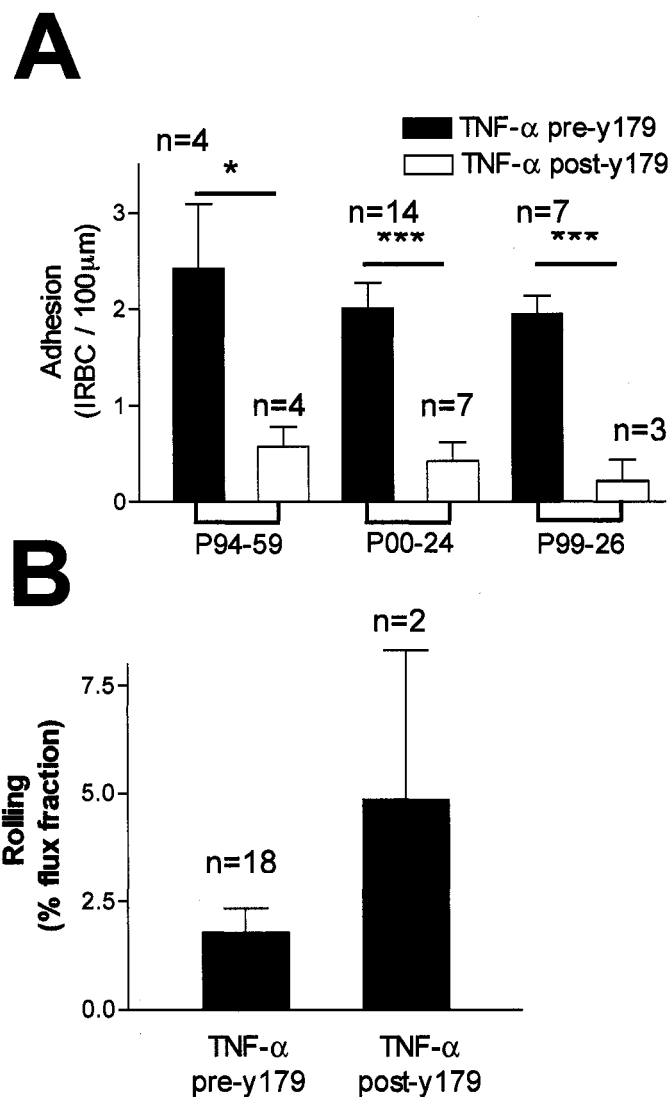 A
TNF-α pre-y179
TNF-α post-y179
n=4
*
n=14
***
n=7
***
3
2
1
0
Adhesion
(IRBC / 100µm)
n=4
n=7
n=3
P94-59
P00-24
P99-26
B
n=2
7.5
5.0
2.5
0.0
Rolling
(% flux fraction)
n=18
TNF-α
pre-y179
TNF-α
post-y179